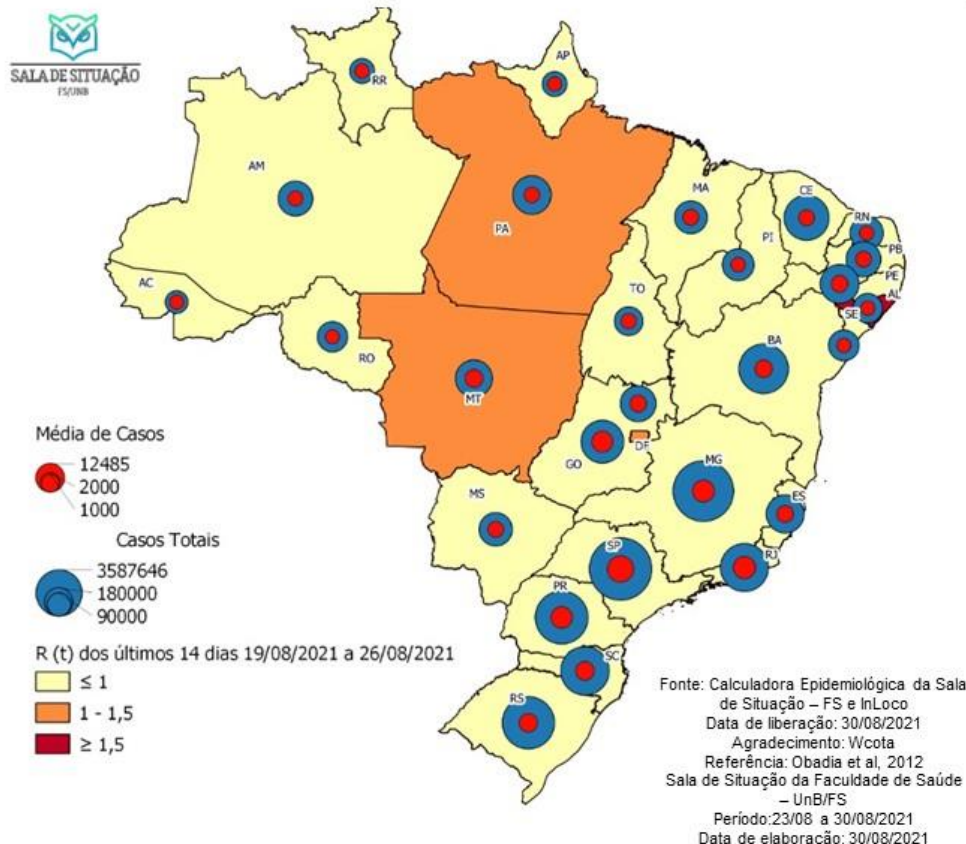 SALA DE SITUAÇÃO
FS/UNB
RR
AP
AM
PA
MA
CE
RN
PB
PI
PE
AL
SE
AC
TO
RO
BA
MT
DF
GO
MG
MS
ES
SP
RJ
PR
SC
RS
Média de Casos
12485
2000
1000
Casos Totais
3587646
180000
90000
R (t) dos últimos 14 dias 19/08/2021 a 26/08/2021
≤ 1
1 - 1,5
≥ 1,5
Fonte: Calculadora Epidemiológica da Sala
de Situação – FS e InLoco
Data de liberação: 30/08/2021
Agradecimento: Wcota
Referência: Obadia et al, 2012
Sala de Situação da Faculdade de Saúde
– UnB/FS
Período:23/08 a 30/08/2021
Data de elaboração: 30/08/2021